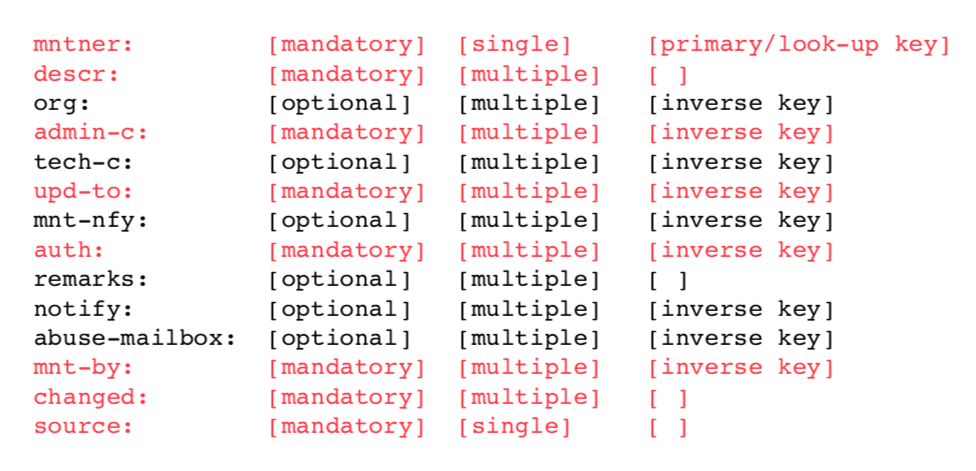 mntner: [mandatory] [single] [primary/look-up key]
descr: [mandatory] [multiple] [ ]
org: [optional] [multiple] [inverse key]
admin-c: [mandatory] [multiple] [inverse key]
tech-c: [optional] [multiple] [inverse key]
upd-to: [mandatory] [multiple] [inverse key]
mnt-nfy: [optional] [multiple] [inverse key]
auth: [mandatory] [multiple] [inverse key]
remarks: [optional] [multiple] [ ]
notify: [optional] [multiple] [inverse key]
abuse-mailbox: [optional] [multiple] [inverse key]
mnt-by: [mandatory] [multiple] [inverse key]
changed: [mandatory] [multiple] [ ]
source: [mandatory] [single] [ ]